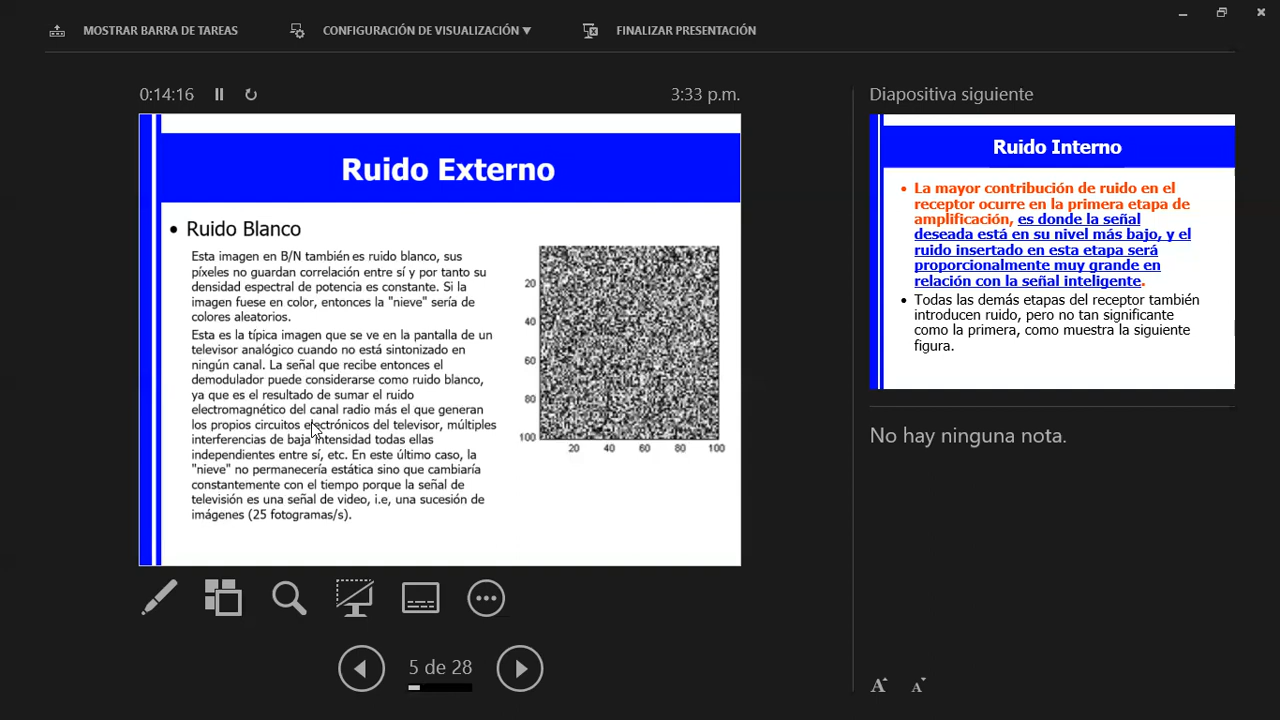 MOSTRAR BARRA DE TAREAS
CONFIGURACIÓN DE VISUALIZACIÓN ▼
FINALIZAR PRESENTACIÓN
0:14:16
3:33 p.m.
Ruido Externo
• Ruido Blanco
Esta imagen en B/N también es ruido blanco, sus
píxeles no guardan correlación entre sí y por tanto su
densidad espectral de potencia es constante. Si la
imagen fuese en color, entonces la "nieve" sería de
colores aleatorios.
Esta es la típica imagen que se ve en la pantalla de un
televisor analógico cuando no está sintonizado en
ningún canal. La señal que recibe entonces el
demodulador puede considerarse como ruido blanco,
ya que es el resultado de sumar el ruido
electromagnético del canal radio más el que generan
los propios circuitos electrónicos del televisor, múltiples
interferencias de baja intensidad todas ellas
independientes entre sí, etc. En este último caso, la
"nieve" no permanecería estática sino que cambiaría
constantemente con el tiempo porque la señal de
televisión es una señal de video, i.e, una sucesión de
imágenes (25 fotogramas/s).
20
40
60
80
100
20 40 60 80 100
5 de 28
Diapositiva siguiente
Ruido Interno
• La mayor contribución de ruido en el
receptor ocurre en la primera etapa de
amplificación, es donde la señal
deseada está en su nivel más bajo, y el
ruido insertado en esta etapa será
proporcionalmente muy grande en
relación con la señal inteligente.
• Todas las demás etapas del receptor también
introducen ruido, pero no tan significante
como la primera, como muestra la siguiente
figura.
No hay ninguna nota.
A A